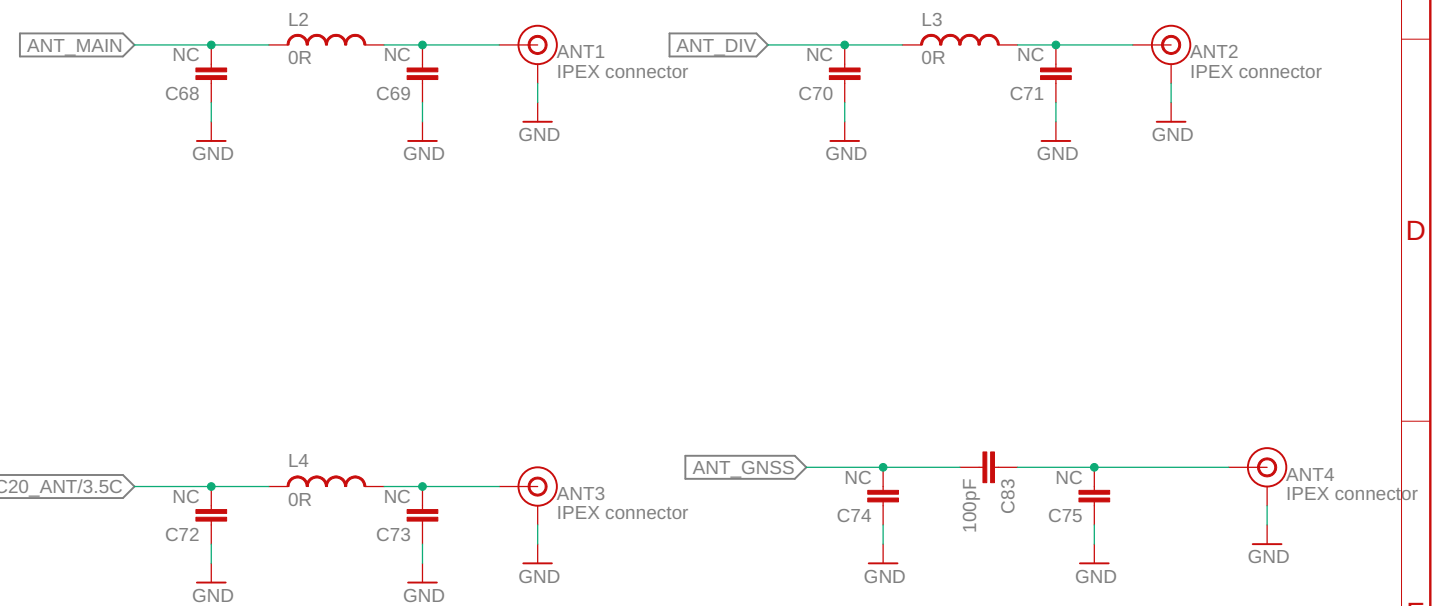 L2
ANT_MAIN
NC
0R
NC
ANT1
IPEX connector
C68
C69
GND
GND
GND
L3
ANT_DIV
NC
0R
NC
ANT2
IPEX connector
C70
C71
GND
GND
GND
D
L4
C20_ANT/3.5C
NC
0R
NC
ANT3
IPEX connector
C72
C73
GND
GND
GND
ANT_GNSS
NC
100pF
C83
NC
ANT4
IPEX connector
C74
C75
GND
GND
GND